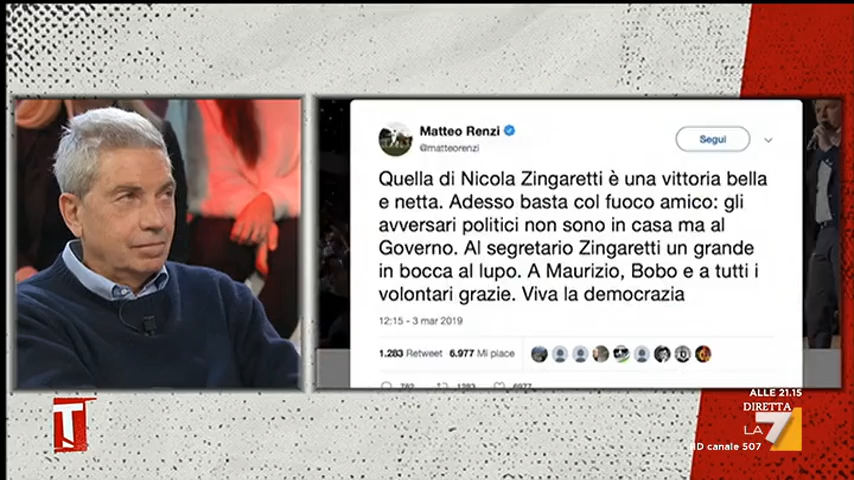 Matteo Renzi
@matteorenzi
Segui
Quella di Nicola Zingaretti è una vittoria bella
e netta. Adesso basta col fuoco amico: gli
avversari politici non sono in casa ma al
Governo. Al segretario Zingaretti un grande
in bocca al lupo. A Maurizio, Bobo e a tutti i
volontari grazie. Viva la democrazia
12:15 - 3 mar 2019
1.283 Retweet 6.977 Mi piace
782 1283 6977
T
ALLE 21.15
DIRETTA
LA 7
HD canale 507